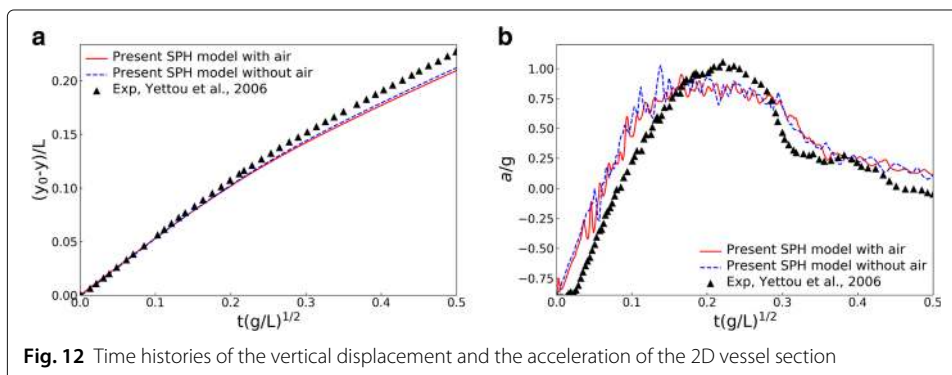 a
Present SPH model with air
Present SPH model without air
Exp, Yettou et al., 2006
(y₀-y)/L
0.20
0.15
0.10
0.05
0.00
0.0 0.1 0.2 0.3 0.4 0.5
t(g/L)^1/2
b
a/g
1.00
0.75
0.50
0.25
0.00
−0.25
−0.50
−0.75
Present SPH model with air
Present SPH model without air
Exp, Yettou et al., 2006
0.0 0.1 0.2 0.3 0.4 0.5
t(g/L)^1/2
Fig. 12 Time histories of the vertical displacement and the acceleration of the 2D vessel section